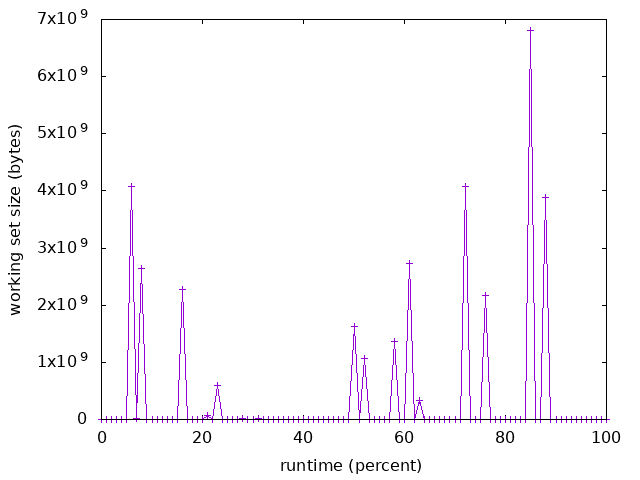 7x10⁹
6x10⁹
5x10⁹
4x10⁹
3x10⁹
2x10⁹
1x10⁹
0
working set size (bytes)
0 20 40 60 80 100
runtime (percent)